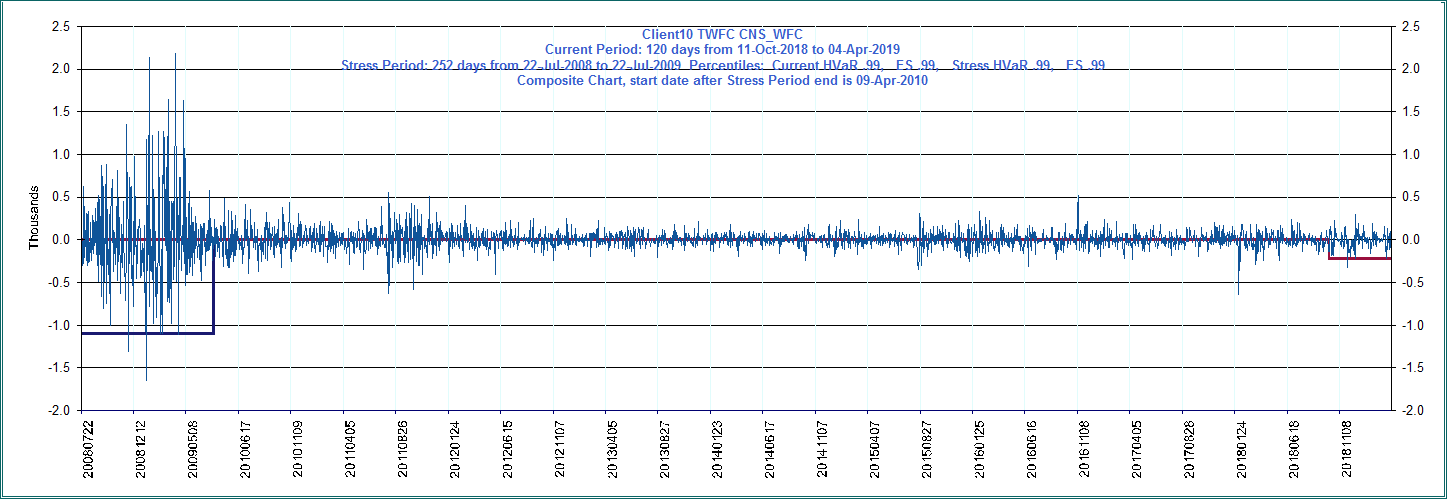 Client10 TWFC CNS_WFC
Current Period: 120 days from 11-Oct-2018 to 04-Apr-2019
Stress Period: 252 days from 22-Jul-2008 to 22-Jul-2009 Percentiles: Current HVaR .99, ES .99, Stress HVaR .99, ES .99
Composite Chart, start date after Stress Period end is 09-Apr-2010
2.5 2.5
2.0 2.0
1.5 1.5
1.0 1.0
0.5 0.5
0.0 0.0
-0.5 -0.5
-1.0 -1.0
-1.5 -1.5
-2.0 -2.0
Thousands
20080722 20081212 20090508 20100617 20101109 20110405 20110826 20120124 20120615 20121107 20130405 20130827 20140123 20140617 20141107 20150407 20150827 20160125 20160616 20161108 20170405 20170828 20180124 20180618 20181108